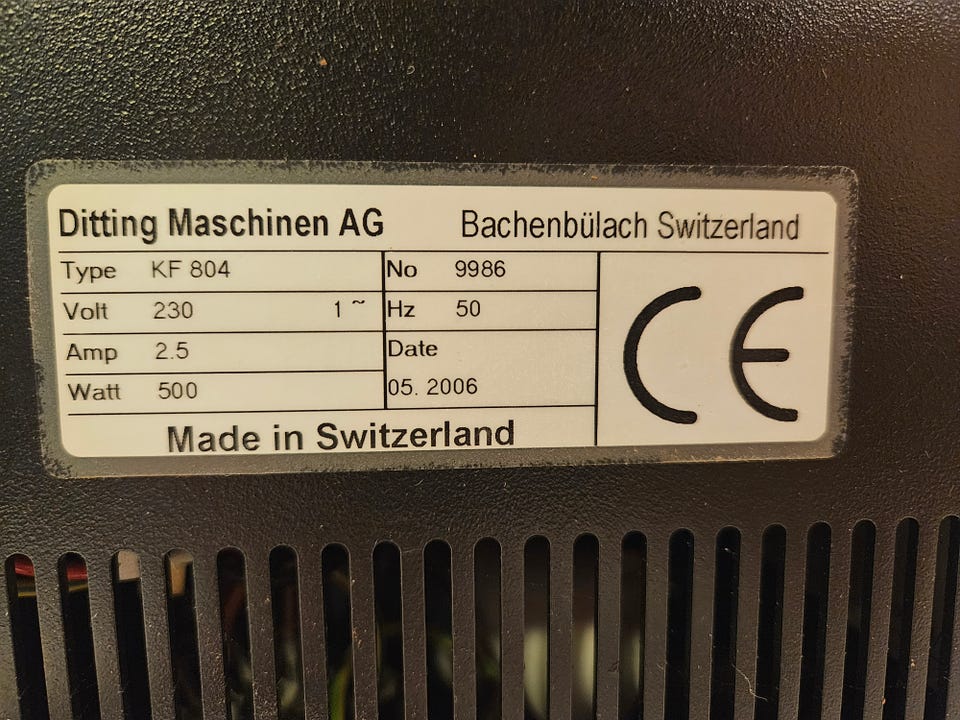 Ditting Maschinen AG Bachenbülach Switzerland
Type KF 804 No 9986
Volt 230 1 ~ Hz 50
Amp 2.5 Date
Watt 500 05. 2006
CE
Made in Switzerland